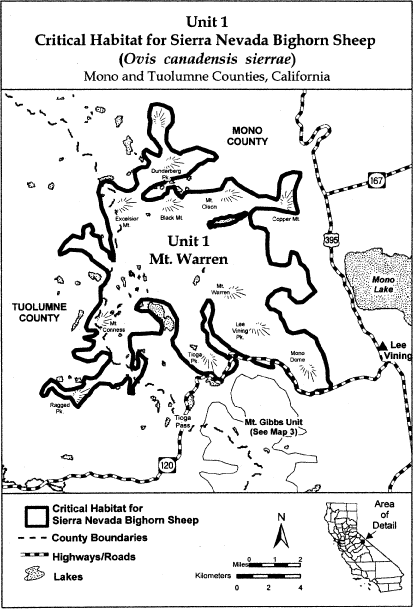 Unit 1
Critical Habitat for Sierra Nevada Bighorn Sheep
(Ovis canadensis sierrae)
Mono and Tuolumne Counties, California
MONO
COUNTY
Dunderberg
Pk.
167
Mt.
Olson
Excelsior
Mt.
Black Mt.
Copper Mt.
Unit 1
Mt. Warren
395
Mono
Lake
Mt.
Warren
TUOLUMNE
COUNTY
Mt.
Conness
Lee
Vining
Pk.
Lee
Vining
Tioga
Pk.
Mono
Dome
Ragged
Pk.
Tioga
Pass
Mt. Gibbs Unit
(See Map 3)
120
Critical Habitat for
Sierra Nevada Bighorn Sheep
County Boundaries
Highways/Roads
Lakes
N
Miles
0 1 2
Kilometers
0 2 4
Area
of
Detail